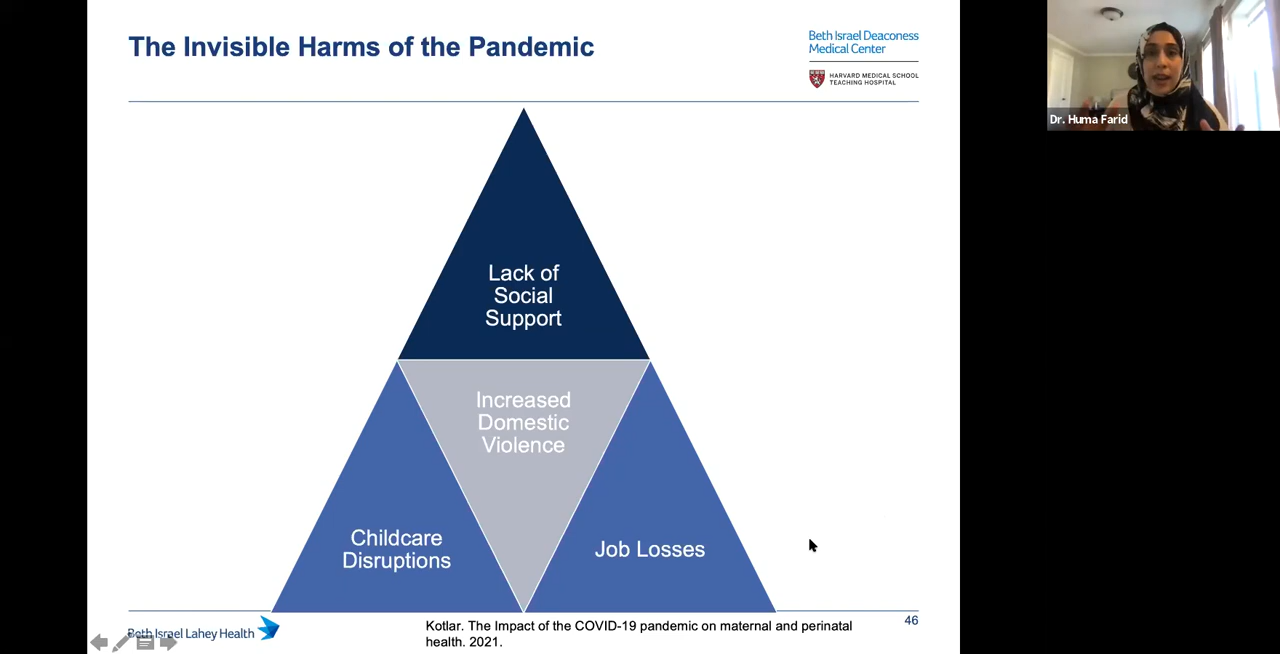 The Invisible Harms of the Pandemic
Beth Israel Deaconess
Medical Center
HARVARD MEDICAL SCHOOL
TEACHING HOSPITAL
Dr. Huma Farid
Lack of
Social
Support
Increased
Domestic
Violence
Childcare
Disruptions
Job Losses
Beth Israel Lahey Health
Kotlar. The Impact of the COVID-19 pandemic on maternal and perinatal
health. 2021.
46